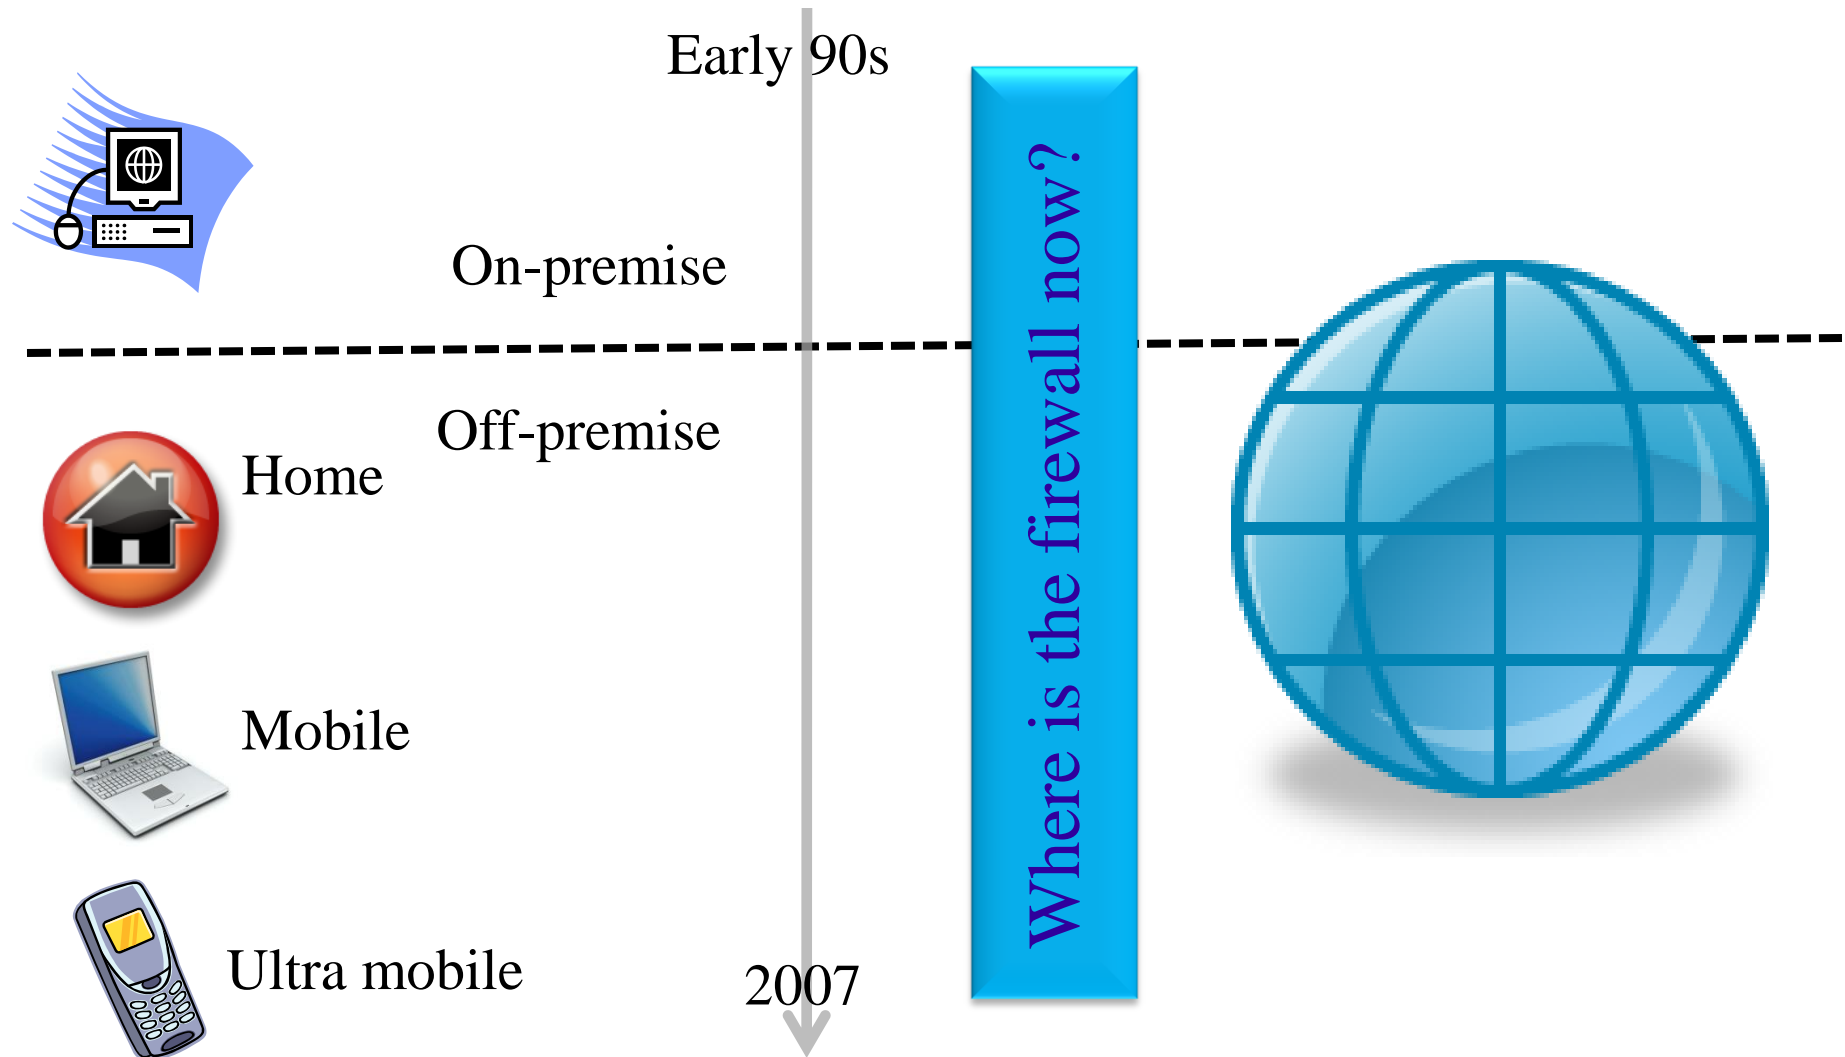 Early 90s
On-premise
Off-premise
Home
Mobile
Ultra mobile
2007
Where is the firewall now?